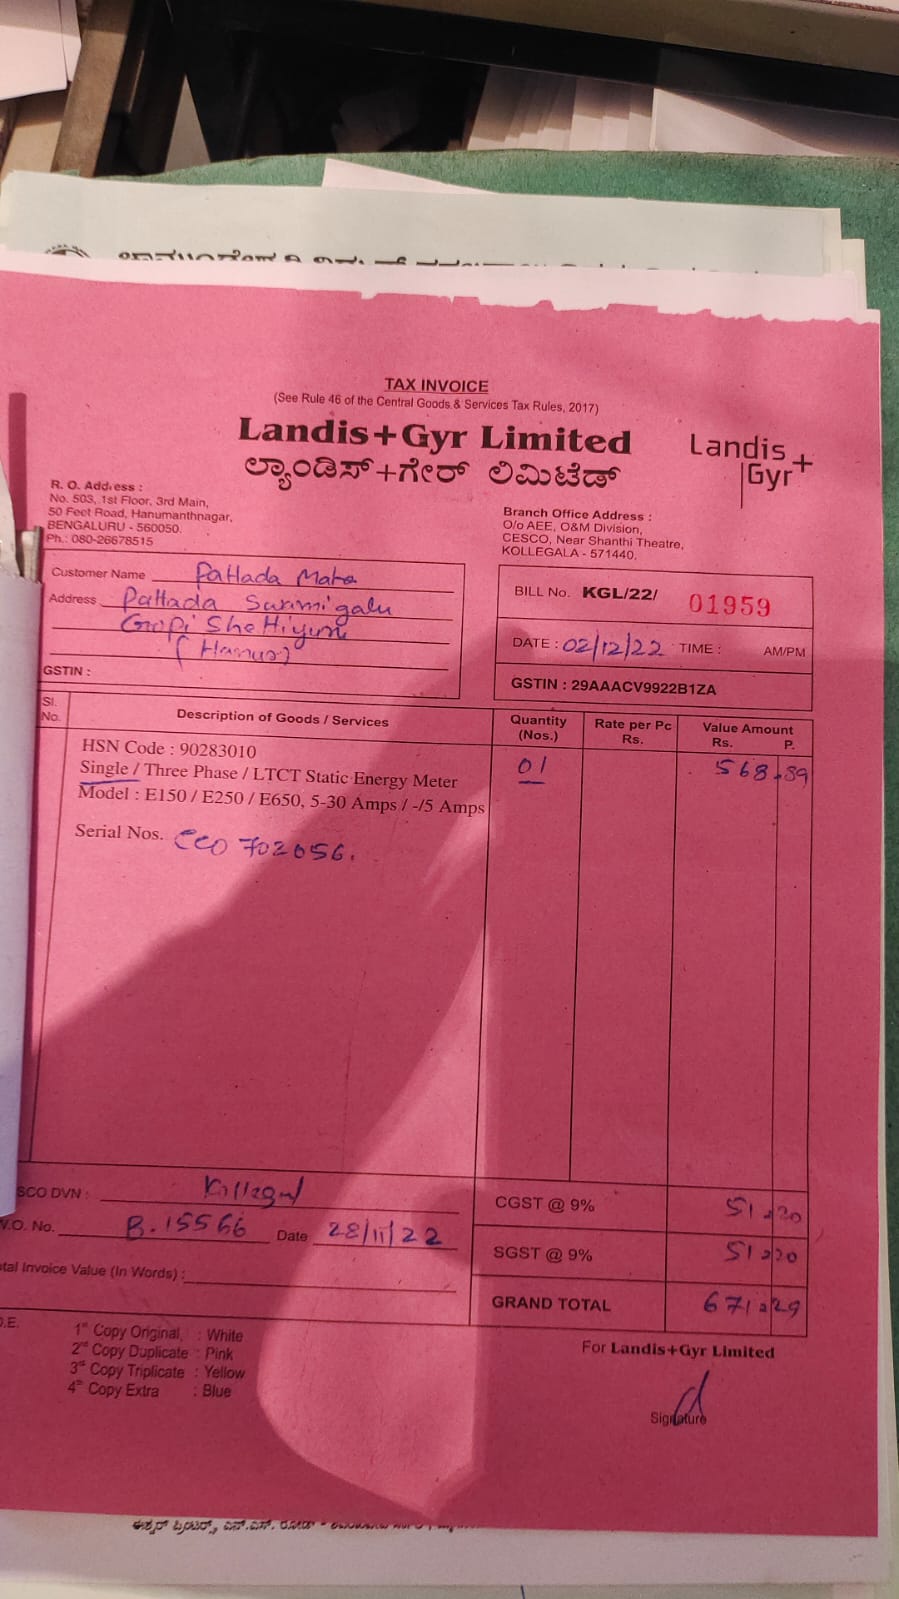 TAX INVOICE
(See Rule 46 of the Central Goods & Services Tax Rules, 2017)
Landis+Gyr Limited
ಲ್ಯಾಂಡಿಸ್+ಗೇರ್ ಲಿಮಿಟೆಡ್
Landis
Gyr+
R. O. Address :
No. 503, 1st Floor, 3rd Main,
50 Feet Road, Hanumanthnagar,
BENGALURU - 560050.
Ph.: 080-26678515
Branch Office Address :
O/o AEE, O&M Division,
CESCO, Near Shanthi Theatre,
KOLLEGALA - 571440.
Customer Name Pattada Mata
Address Pattada Swamigalu
Gopi Shettiyuru
(Hanur)
GSTIN :
BILL No. KGL/22/ 01959
DATE : 02/12/22 TIME : AM/PM
GSTIN : 29AAACV9922B1ZA
Sl. No. Description of Goods / Services Quantity (Nos.) Rate per Pc Rs. Value Amount Rs. P.
HSN Code : 90283010
Single / Three Phase / LTCT Static Energy Meter 01 568.89
Model : E150 / E250 / E650, 5-30 Amps / -/5 Amps
Serial Nos. 702656.
SCO DVN :
W.O. No. B.15566 Date 28/11/22
tal Invoice Value (In Words) :
CGST @ 9% 51.20
SGST @ 9% 51.20
GRAND TOTAL 671.29
O.E.
1st Copy Original, : White
2nd Copy Duplicate : Pink
3rd Copy Triplicate : Yellow
4th Copy Extra : Blue
For Landis+Gyr Limited
Signature